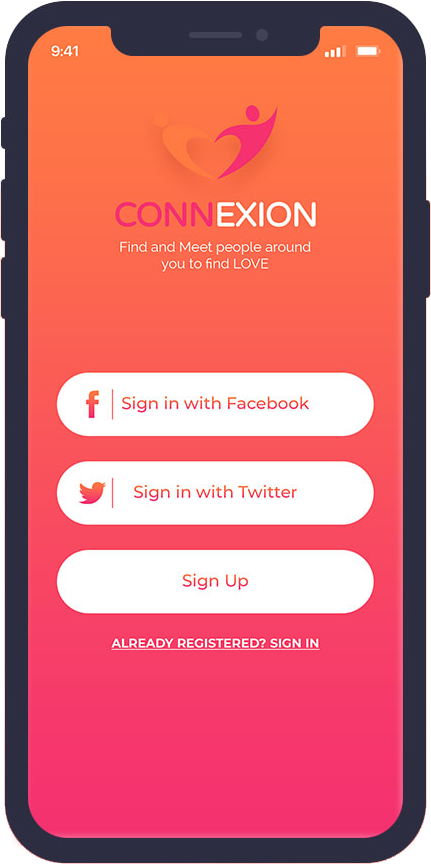 9:41
CONNEXION
Find and Meet people around
you to find LOVE
Sign in with Facebook
Sign in with Twitter
Sign Up
ALREADY REGISTERED? SIGN IN